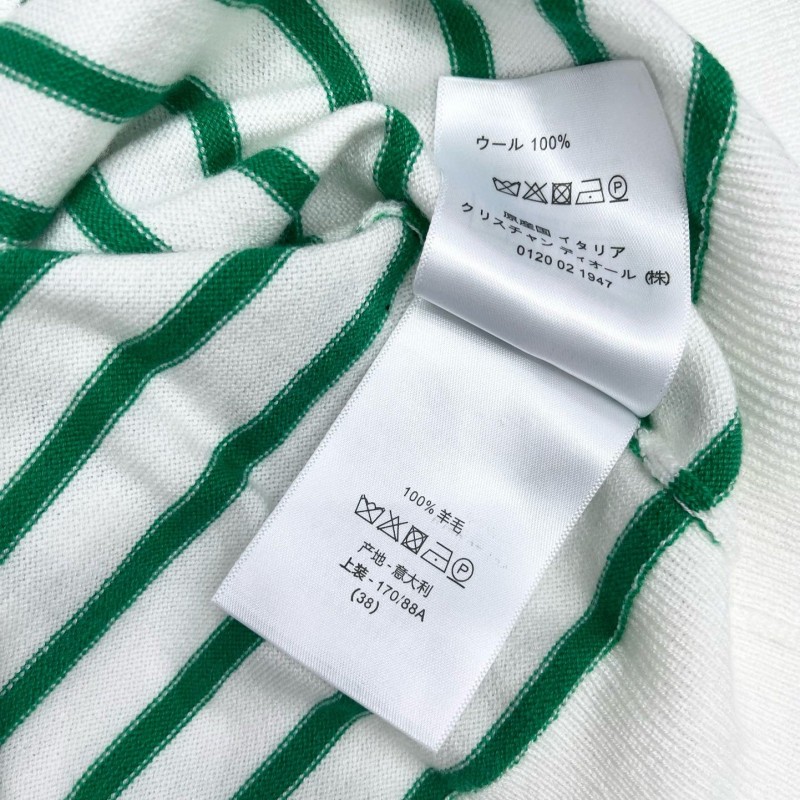 ウール 100%
原産国 イタリア
クリスチャン ディオール (株)
0120 02 1947
100% 羊毛
P
产地 - 意大利
上装 - 170/88A
(38)